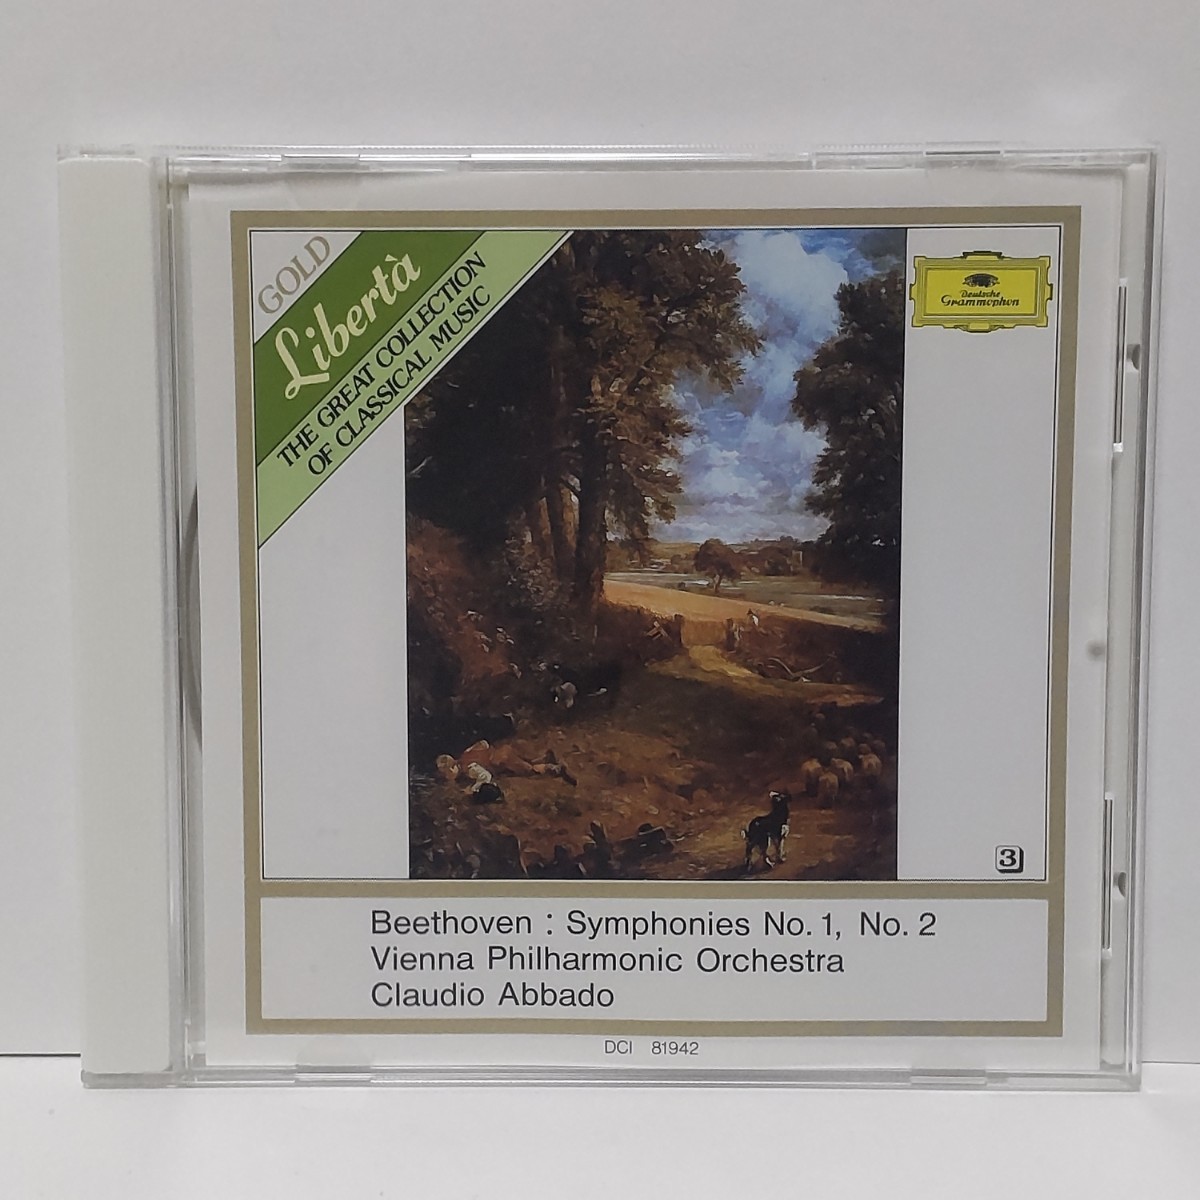 GOLD
Libertà
THE GREAT COLLECTION
OF CLASSICAL MUSIC
Deutsche
Grammophon
3
Beethoven : Symphonies No. 1, No. 2
Vienna Philharmonic Orchestra
Claudio Abbado
DCI 81942